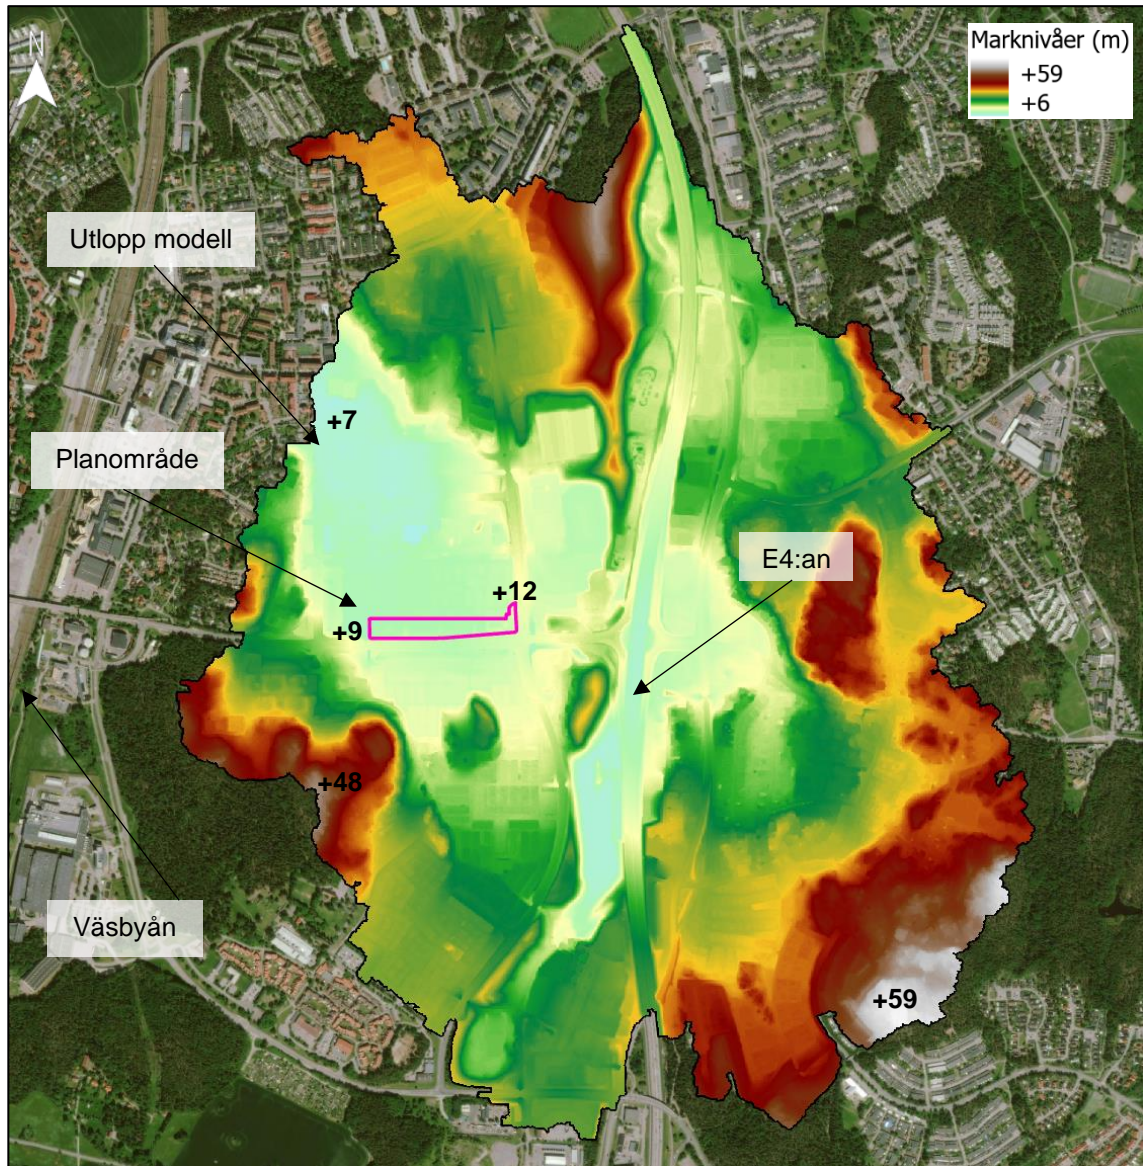 N
Marknivåer (m)
+59
+6
Utlopp modell
+7
Planområde
E4:an
+12
+9
+48
Väsbyån
+59